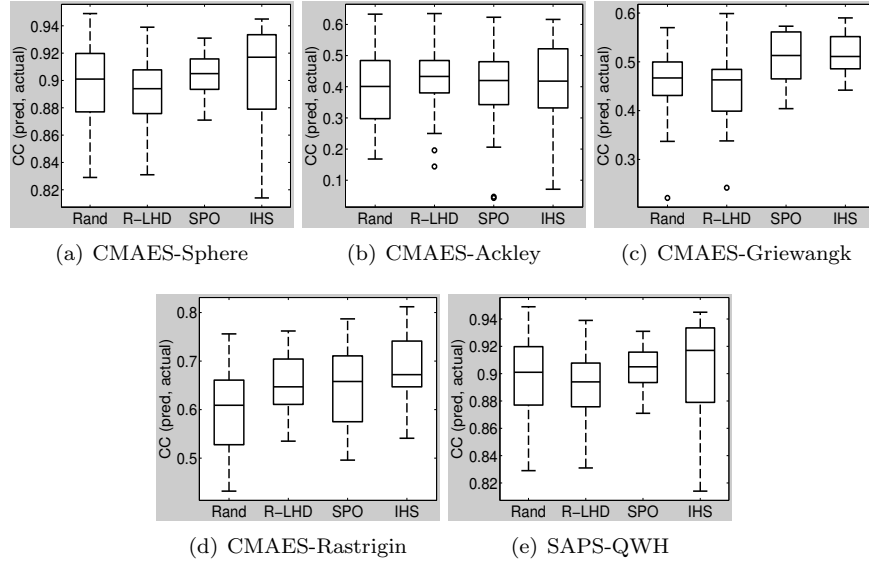 CC (pred, actual)
0.94
0.92
0.9
0.88
0.86
0.84
0.82
Rand R−LHD SPO IHS
(a) CMAES-Sphere
CC (pred, actual)
0.6
0.5
0.4
0.3
0.2
0.1
Rand R−LHD SPO IHS
(b) CMAES-Ackley
CC (pred, actual)
0.6
0.5
0.4
0.3
Rand R−LHD SPO IHS
(c) CMAES-Griewangk
CC (pred, actual)
0.8
0.7
0.6
0.5
Rand R−LHD SPO IHS
(d) CMAES-Rastrigin
CC (pred, actual)
0.94
0.92
0.9
0.88
0.86
0.84
0.82
Rand R−LHD SPO IHS
(e) SAPS-QWH